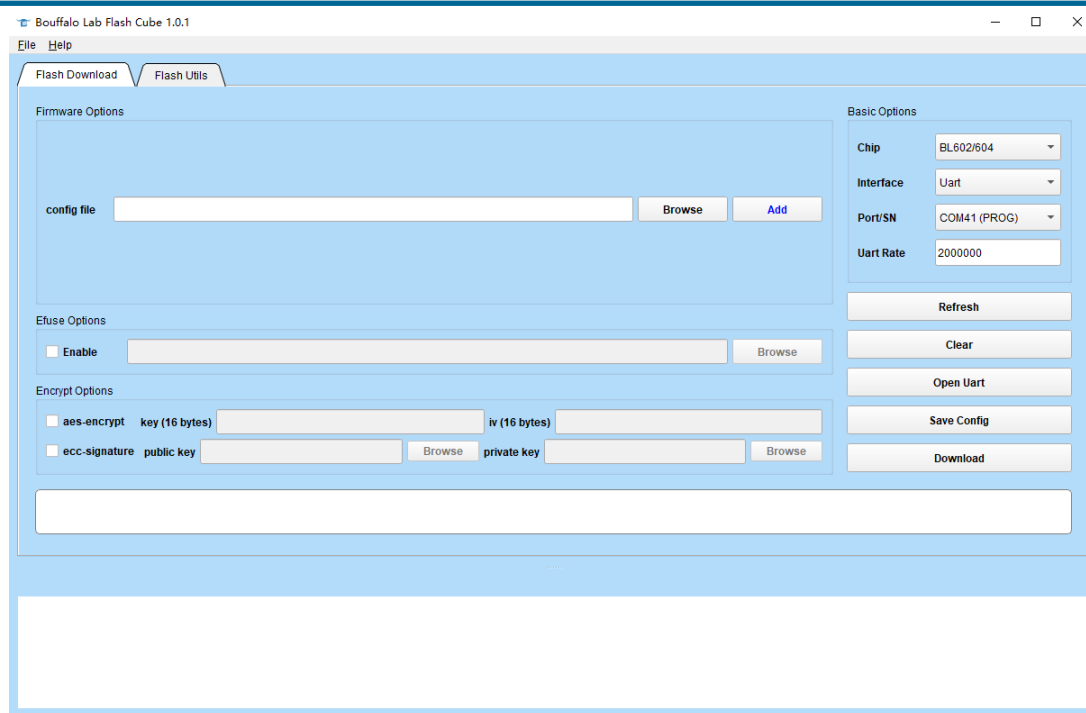 Bouffalo Lab Flash Cube 1.0.1
File Help
Flash Download Flash Utils
Firmware Options
config file Browse Add
Efuse Options
Enable Browse
Encrypt Options
aes-encrypt key (16 bytes) iv (16 bytes)
ecc-signature public key Browse private key Browse
Basic Options
Chip BL602/604
Interface Uart
Port/SN COM41 (PROG)
Uart Rate 2000000
Refresh
Clear
Open Uart
Save Config
Download